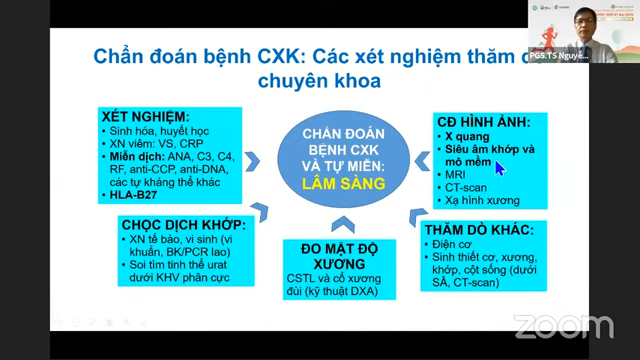 Chẩn đoán bệnh CXK: Các xét nghiệm thăm
chuyên khoa
XÉT NGHIỆM:
• Sinh hóa, huyết học
• XN viêm: VS, CRP
• Miễn dịch: ANA, C3, C4,
RF, anti-CCP, anti-DNA,
các tự kháng thể khác
• HLA-B27
CHỌC DỊCH KHỚP:
• XN tế bào, vi sinh (vi
khuẩn, BK/PCR lao)
• Soi tìm tinh thể urat
dưới KHV phân cực
CHẨN ĐOÁN
BỆNH CXK
VÀ TỰ MIỄN:
LÂM SÀNG
ĐO MẬT ĐỘ
XƯƠNG
CSTL và cổ xương
đùi (kỹ thuật DXA)
CĐ HÌNH ẢNH:
• X quang
• Siêu âm khớp và
mô mềm
• MRI
• CT-scan
• Xạ hình xương
THĂM DÒ KHÁC:
• Điện cơ
• Sinh thiết cơ, xương,
khớp, cột sống (dưới
SÂ, CT-scan)
PGS.TS Nguyễ...
zoom